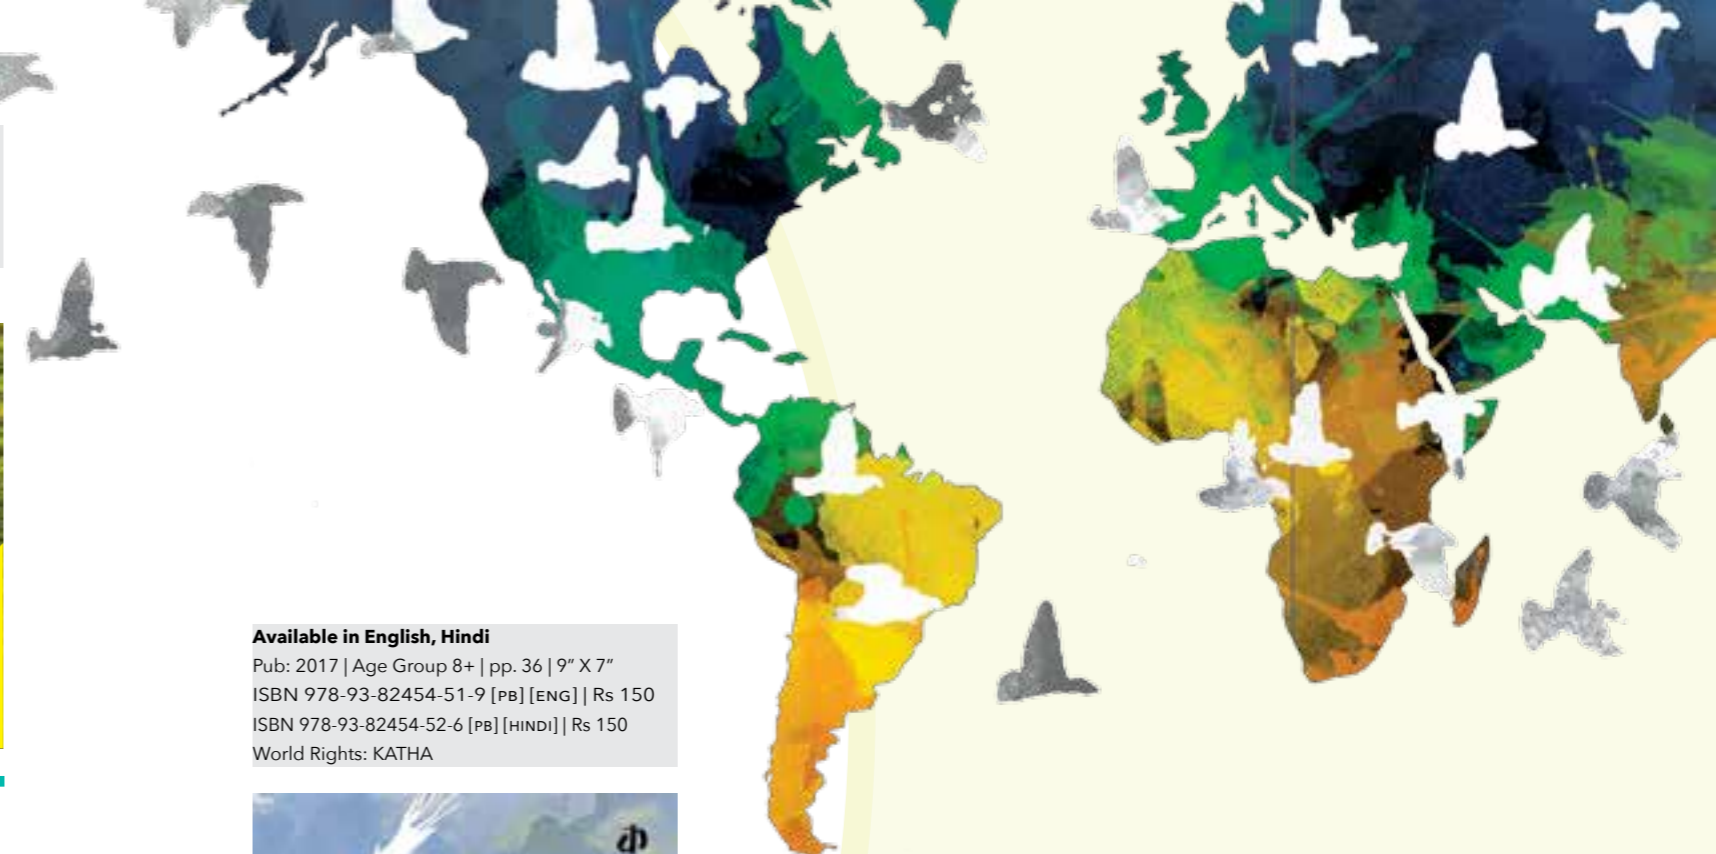 Available in English, Hindi
Pub: 2017 | Age Group 8+ | pp. 36 | 9” X 7”
ISBN 978-93-82454-51-9 [PB] [ENG] | Rs 150
ISBN 978-93-82454-52-6 [PB] [HINDI] | Rs 150
World Rights: KATHA